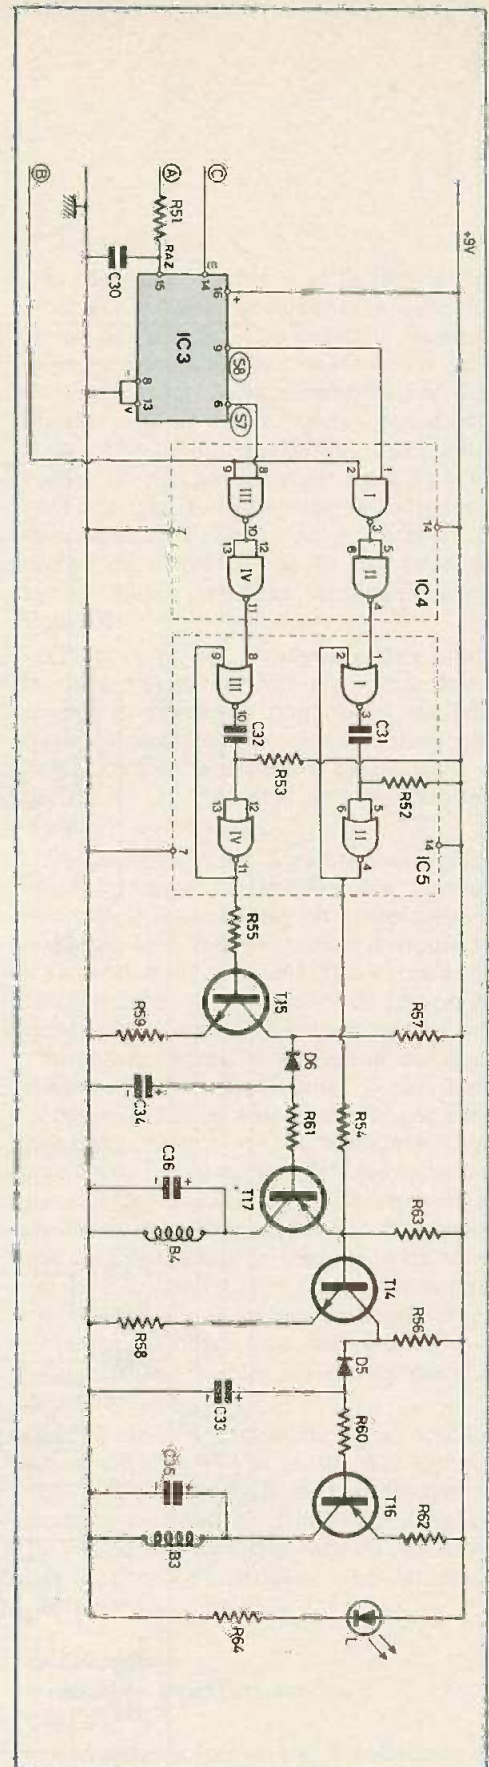 +9V
B
A
C
R51
RAZ
C30
15
E
14
16
+
IC3
9
S8
6
S7
-
8
13
V
1
2
I
3
5
6
II
4
IC4
14
8
9
III
10
12
13
IV
11
7
1
2
I
3
C31
R52
5
6
II
4
IC5
14
8
9
III
10
C32
R53
12
13
IV
11
7
R55
T15
R57
R59
D6
C34
+
-
R61
R54
T17
C36
+
-
B4
R63
T14
R56
R58
D5
C33
+
-
R60
T16
C35
+
-
B3
R62
R64
L